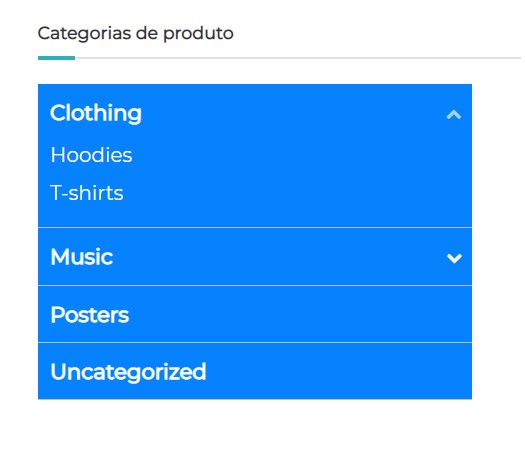 Categorias de produto
Clothing
Hoodies
T-shirts
Music
Posters
Uncategorized